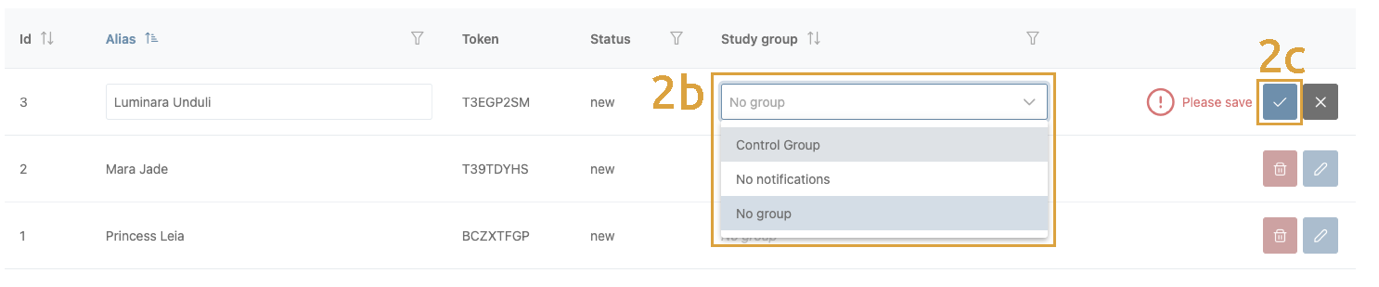 Id Alias Token Status Study group
2c
2b
3 Luminara Unduli T3EGP2SM new No group Please save
Control Group
2 Mara Jade T39TDYHS new
No notifications
No group
1 Princess Leia BCZXTFGP new No group